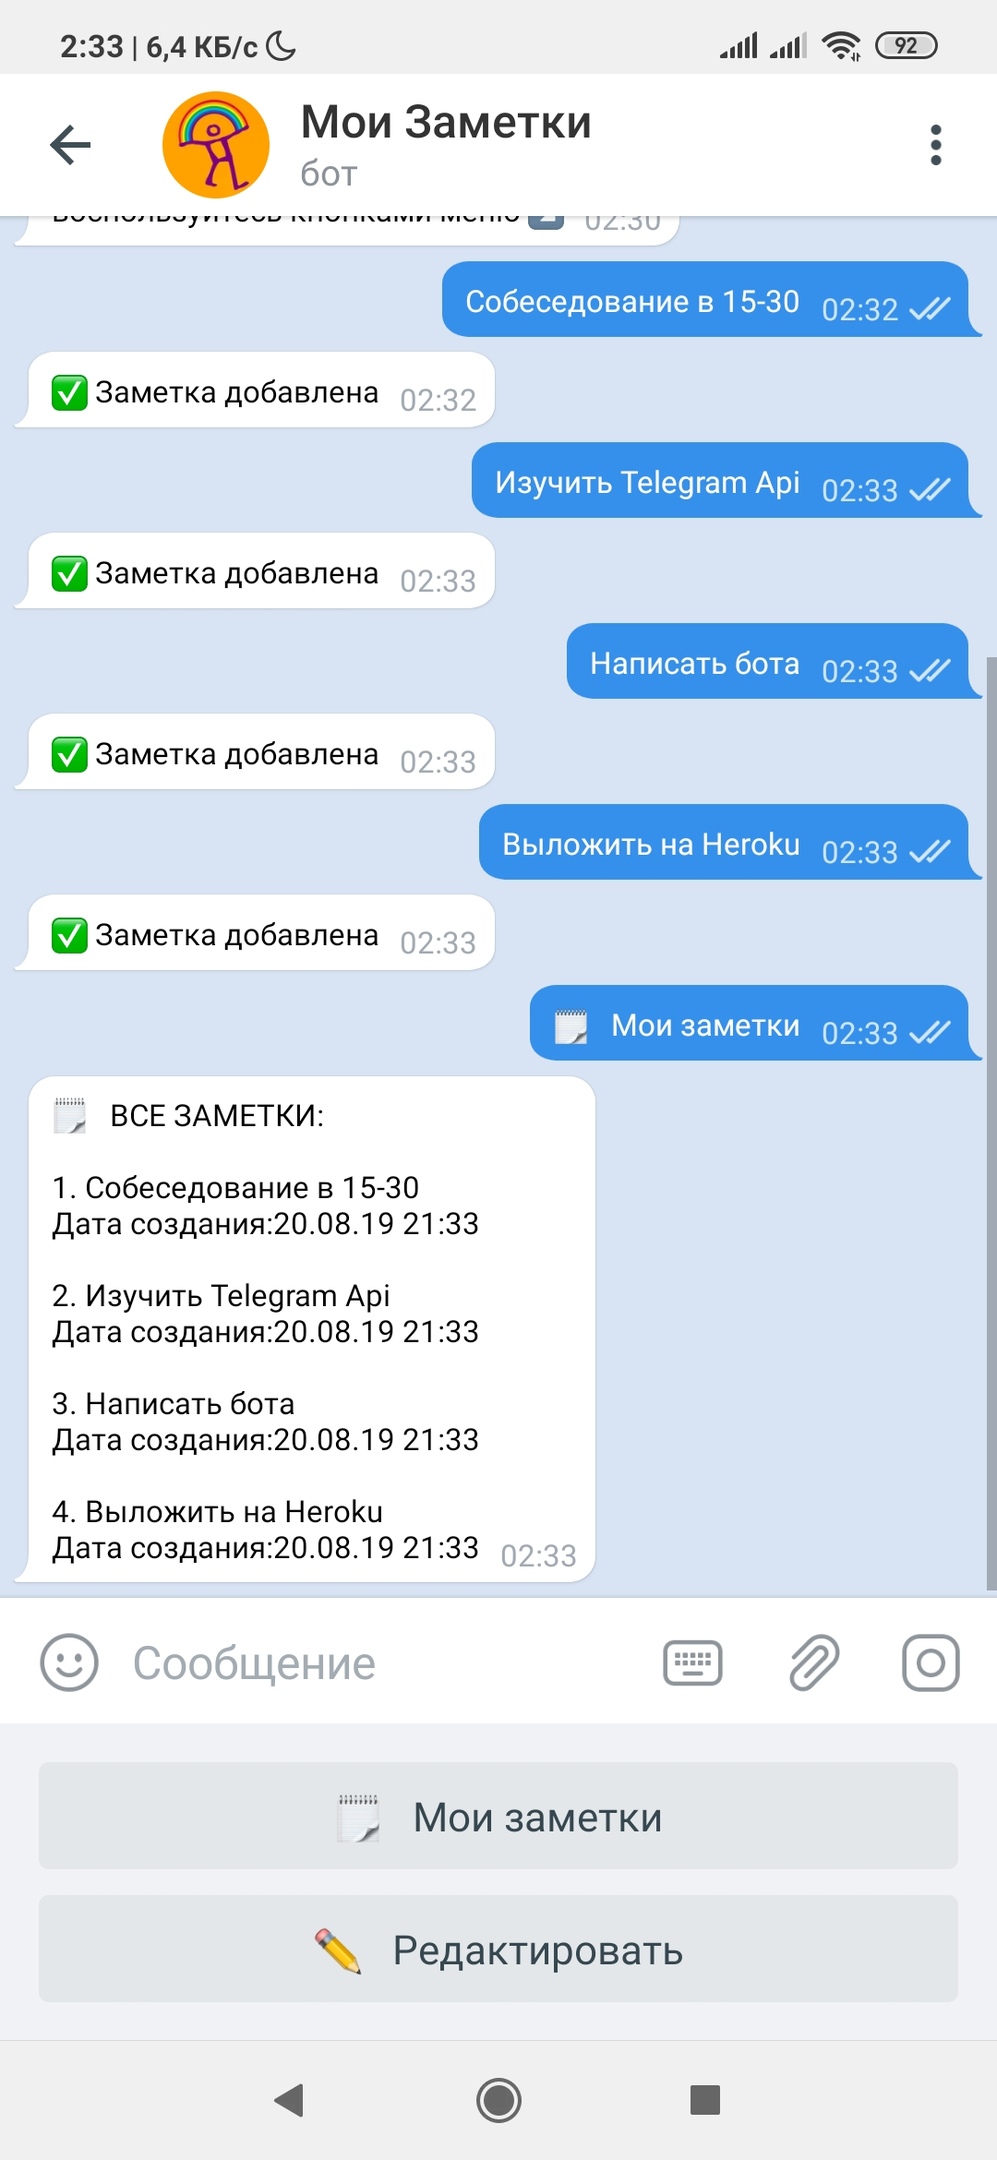 2:33 | 6,4 КБ/с
92
Мои Заметки
бот
воспользуйтесь кнопками меню 02:30
Собеседование в 15-30 02:32
✅ Заметка добавлена 02:32
Изучить Telegram Api 02:33
✅ Заметка добавлена 02:33
Написать бота 02:33
✅ Заметка добавлена 02:33
Выложить на Heroku 02:33
✅ Заметка добавлена 02:33
Мои заметки 02:33
ВСЕ ЗАМЕТКИ:
1. Собеседование в 15-30
Дата создания:20.08.19 21:33
2. Изучить Telegram Api
Дата создания:20.08.19 21:33
3. Написать бота
Дата создания:20.08.19 21:33
4. Выложить на Heroku
Дата создания:20.08.19 21:33 02:33
Сообщение
Мои заметки
Редактировать